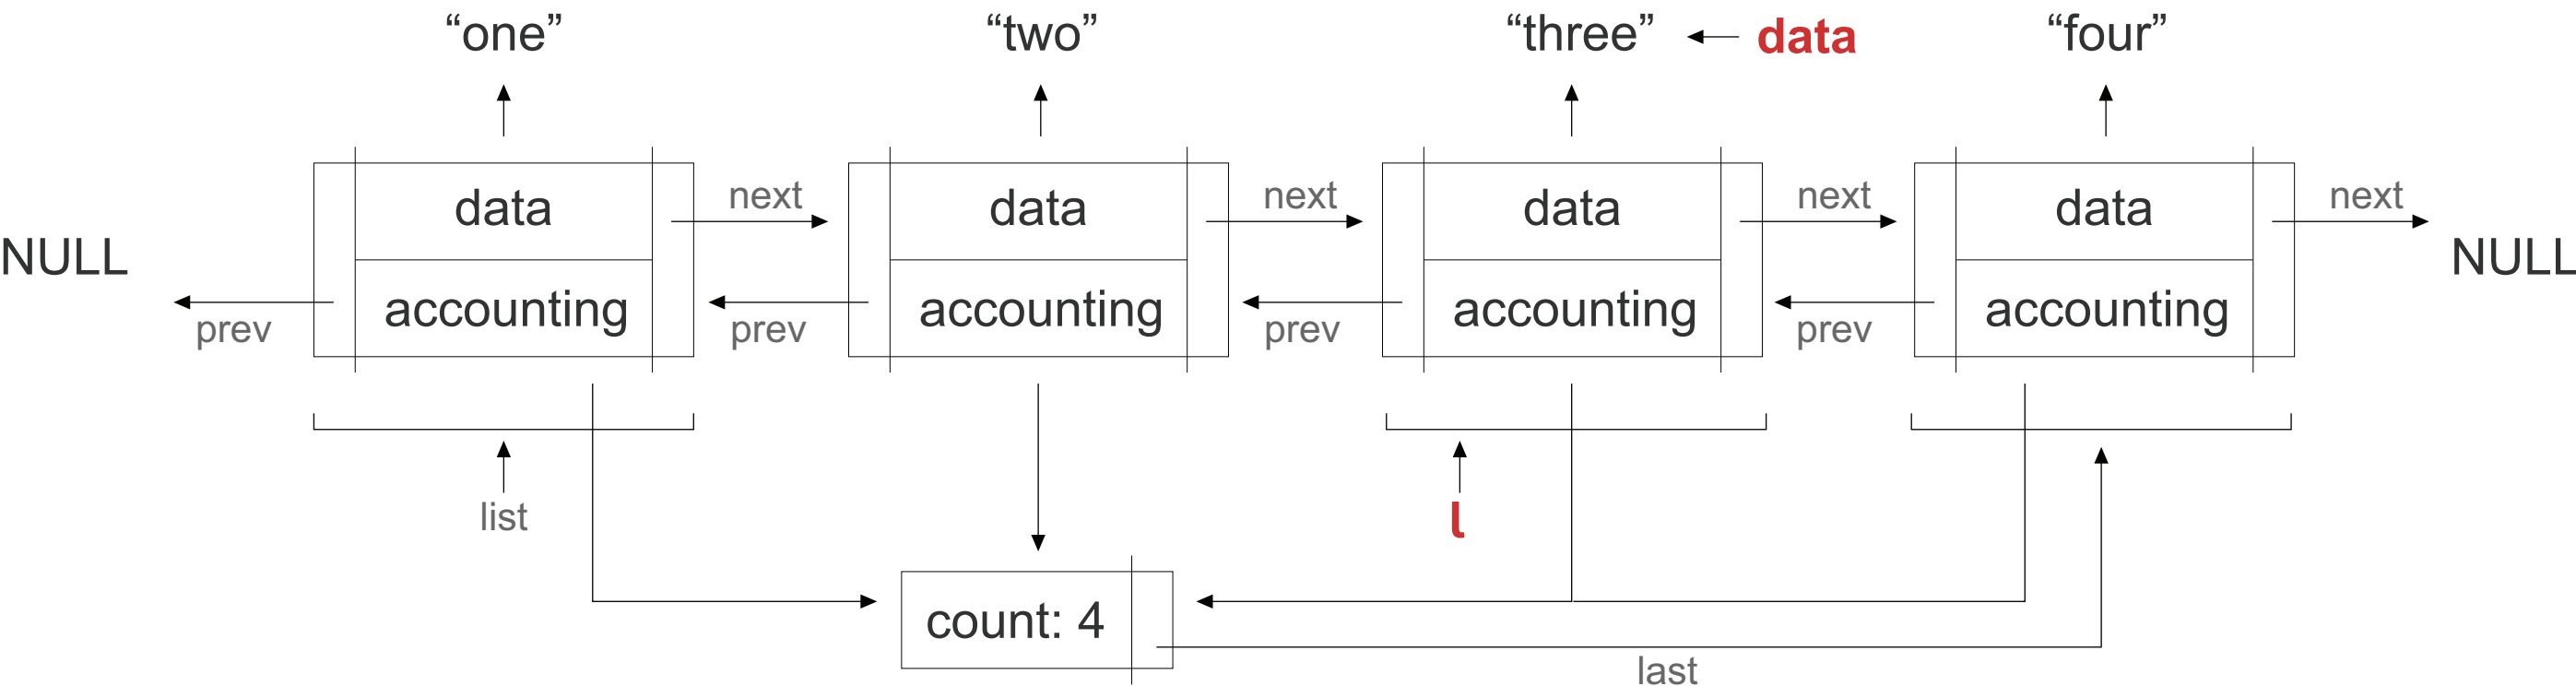 “one” “two” “three” data “four”
next next next next
data data data data
NULL NULL
accounting accounting accounting accounting
prev prev prev prev
list l
count: 4
last